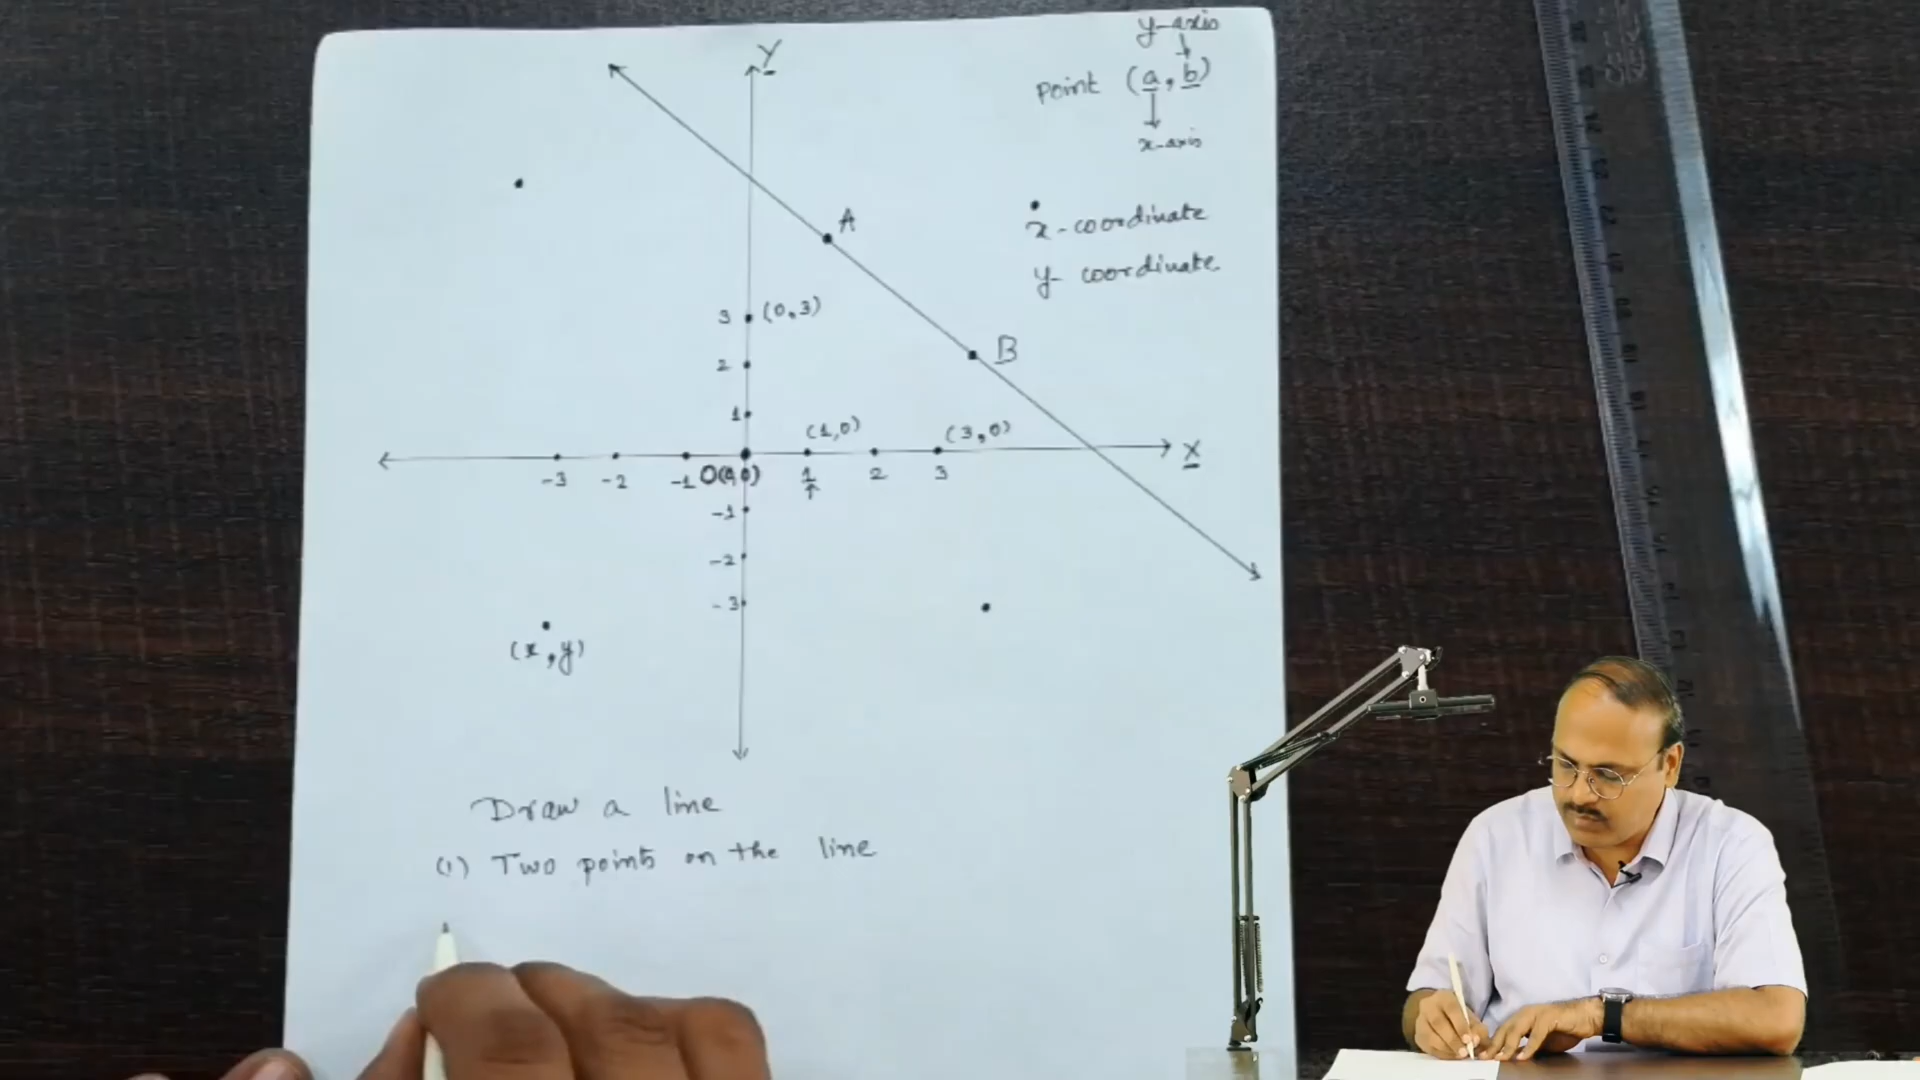 Y
y-axis
point (a, b)
x-axis
A
x-coordinate
y- coordinate
3 (0,3)
B
2
1
(1,0) (3,0)
X
-3 -2 -1 O(0,0) 1 2 3
-1
-2
-3
(x,y)
Draw a line
(1) Two points on the line